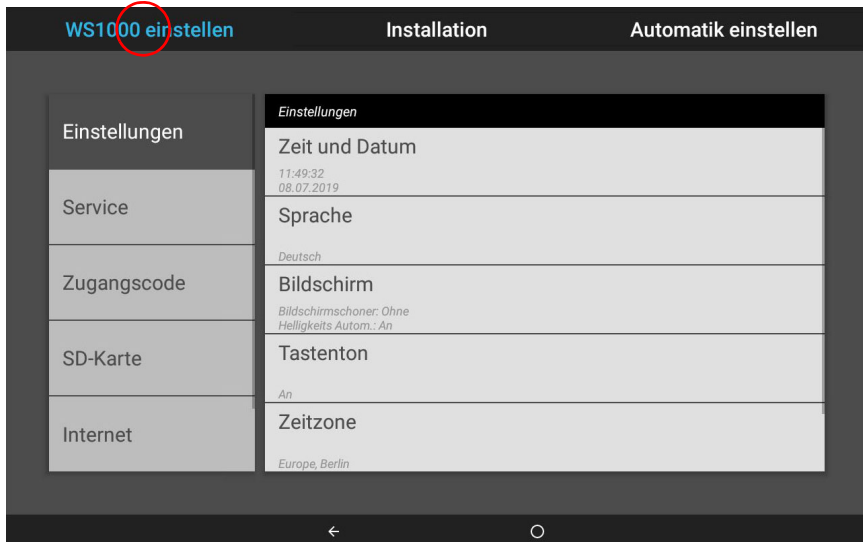 WS1000 einstellen Installation Automatik einstellen
Einstellungen
Service
Zugangscode
SD-Karte
Internet
Einstellungen
Zeit und Datum
11:49:32
08.07.2019
Sprache
Deutsch
Bildschirm
Bildschirmschoner: Ohne
Helligkeits Autom.: An
Tastenton
An
Zeitzone
Europe, Berlin